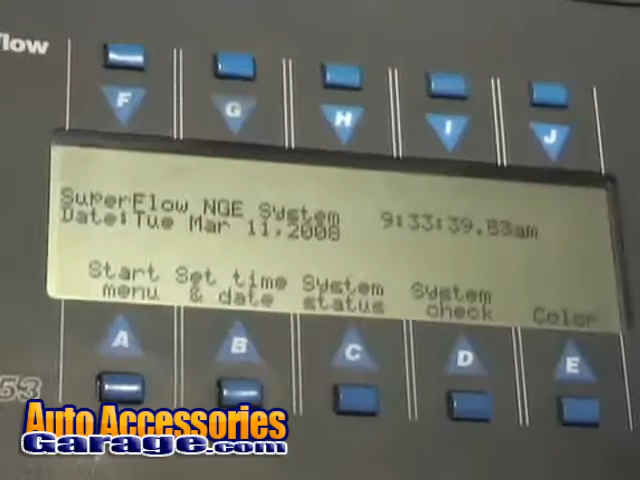 flow
F G H I J
SuperFlow NGE System 9:33:39.53am
Date:Tue Mar 11,2008
Start menu Set time & date System status System check Color
A B C D E
53
Auto Accessories
Garage.com